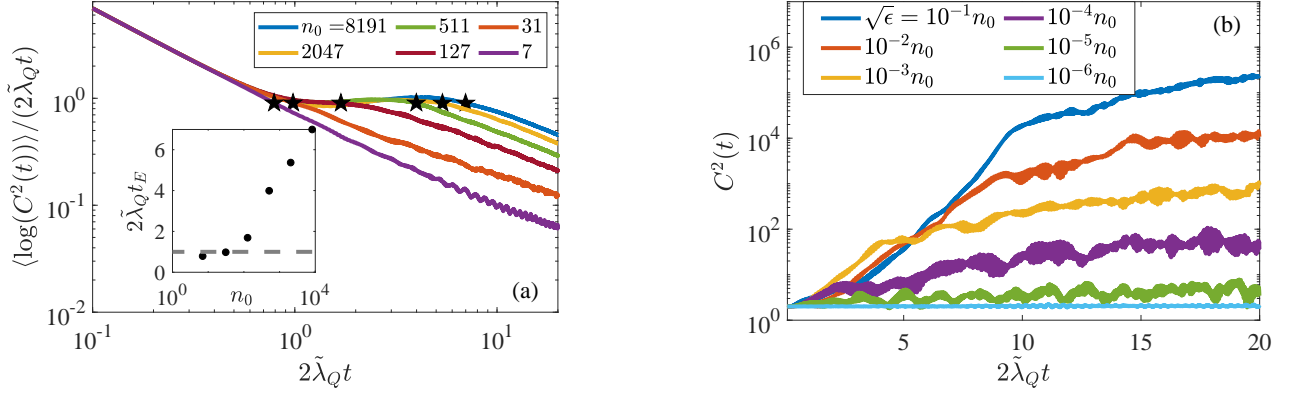 ⟨log(C²(t))⟩/(2λ̃_Q t)
10¹
10⁰
10⁻¹
10⁻²
n₀ =8191
511
31
2047
127
7
2λ̃_Q t_E
6
4
2
0
10⁰
n₀
10⁴
(a)
10⁻¹
10⁰
10¹
2λ̃_Q t
C²(t)
10⁶
10⁴
10²
10⁰
√ϵ = 10⁻¹n₀
10⁻⁴n₀
10⁻²n₀
10⁻⁵n₀
10⁻³n₀
10⁻⁶n₀
(b)
5
10
15
20
2λ̃_Q t